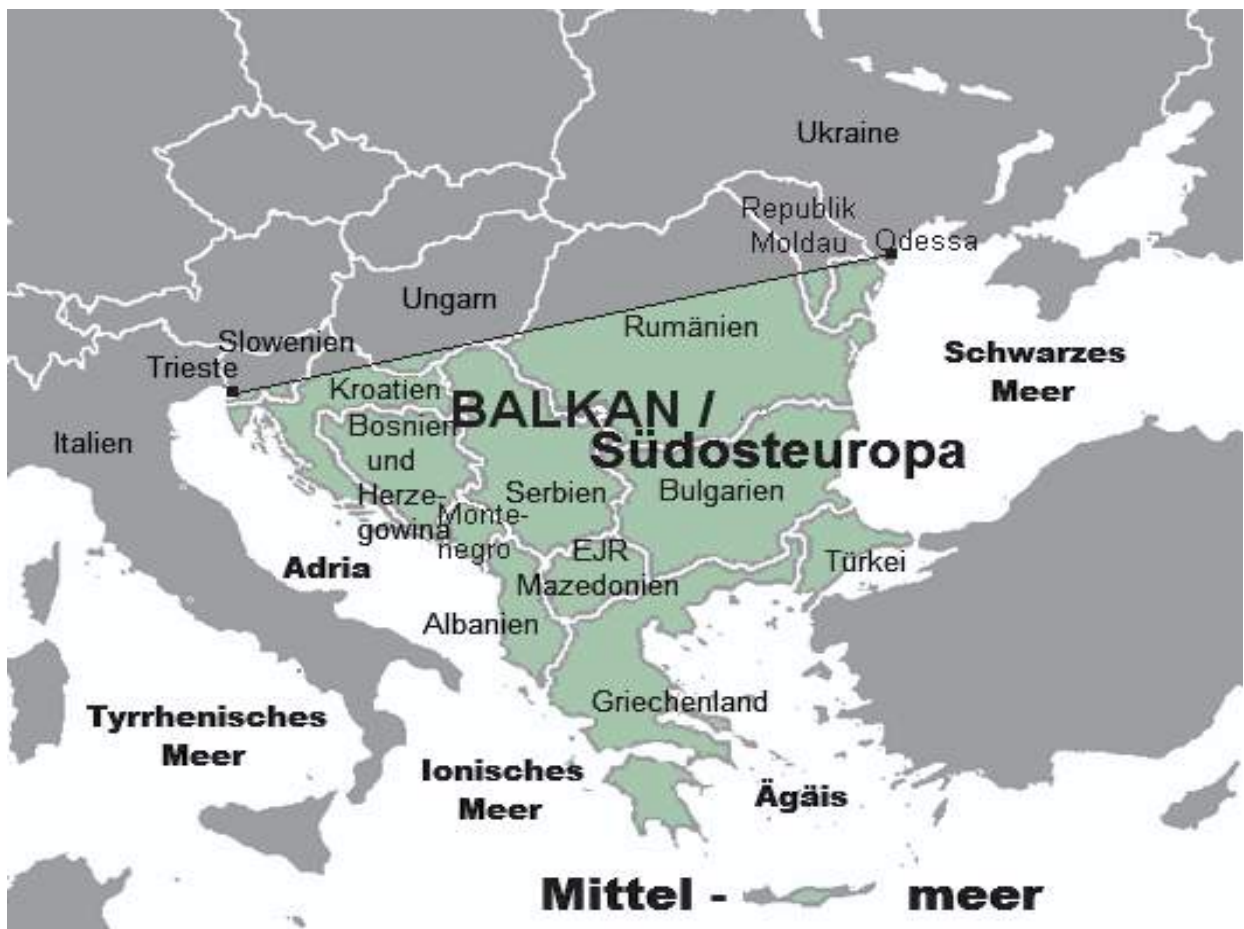 Ukraine
Republik
Moldau
Odessa
Ungarn
Rumänien
Slowenien
Trieste
Schwarzes
Meer
Kroatien
BALKAN /
Südosteuropa
Italien
Bosnien
und
Herze-
gowina
Serbien
Bulgarien
Monte-
negro
Adria
EJR
Mazedonien
Türkei
Albanien
Griechenland
Tyrrhenisches
Meer
Ionisches
Meer
Ägäis
Mittel - meer